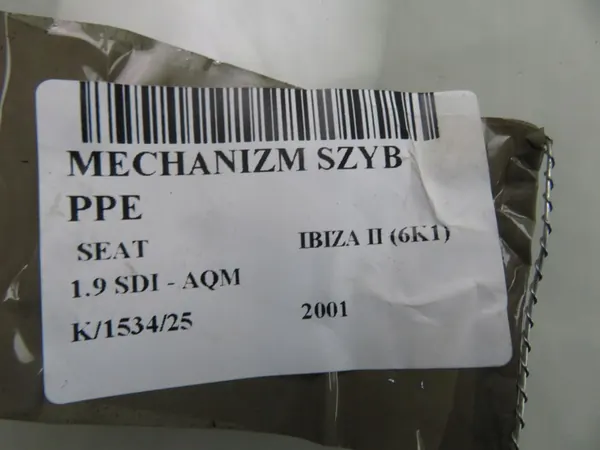 MECHANIZM SZYB
PPE
SEAT IBIZA II (6K1)
1.9 SDI - AQM
K/1534/25 2001